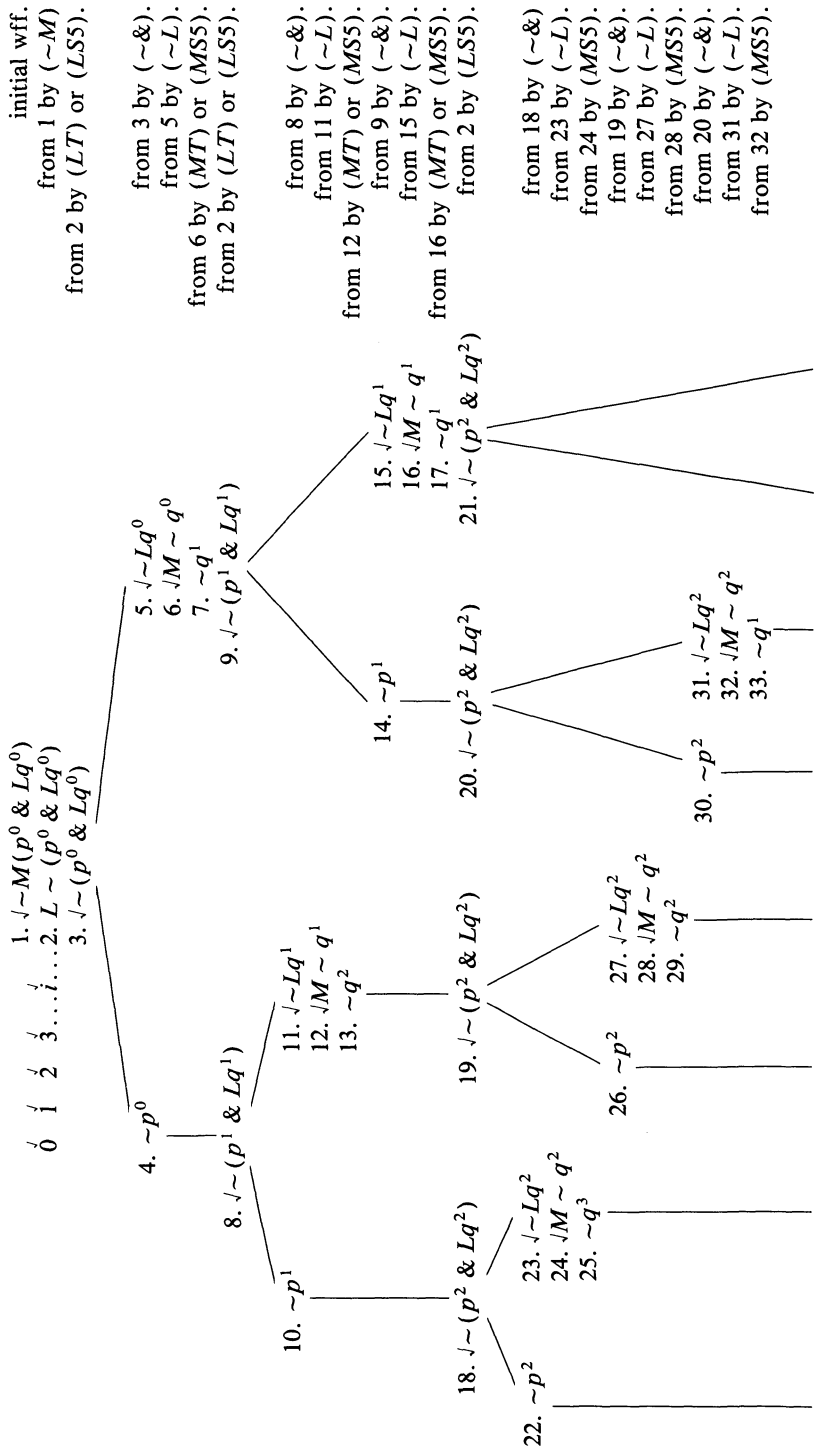 1. √~M(p⁰ & Lq⁰) initial wff.
√0 √1 √2 √3....√i....2. L ~ (p⁰ & Lq⁰) from 1 by (~M)
3. √~(p⁰ & Lq⁰) from 2 by (LT) or (LS5).
4. ~p⁰ 5. √~Lq⁰ from 3 by (~&).
6. √M ~ q⁰ from 5 by (~L).
7. ~q¹ from 6 by (MT) or (MS5).
8. √~(p¹ & Lq¹) 9. √~(p¹ & Lq¹) from 2 by (LT) or (LS5).
10. ~p¹ 11. √~Lq¹ from 8 by (~&).
12. √M ~ q¹ from 11 by (~L).
13. ~q² from 12 by (MT) or (MS5).
14. ~p¹ 15. √~Lq¹ from 9 by (~&).
16. √M ~ q¹ from 15 by (~L).
17. ~q¹ from 16 by (MT) or (MS5).
18. √~(p² & Lq²) 19. √~(p² & Lq²) 20. √~(p² & Lq²) 21. √~(p² & Lq²) from 2 by (LS5).
22. ~p² 23. √~Lq² from 18 by (~&)
24. √M ~ q² from 23 by (~L).
25. ~q³ from 24 by (MS5).
26. ~p² 27. √~Lq² from 19 by (~&).
28. √M ~ q² from 27 by (~L).
29. ~q² from 28 by (MS5).
30. ~p² 31. √~Lq² from 20 by (~&).
32. √M ~ q² from 31 by (~L).
33. ~q¹ from 32 by (MS5).